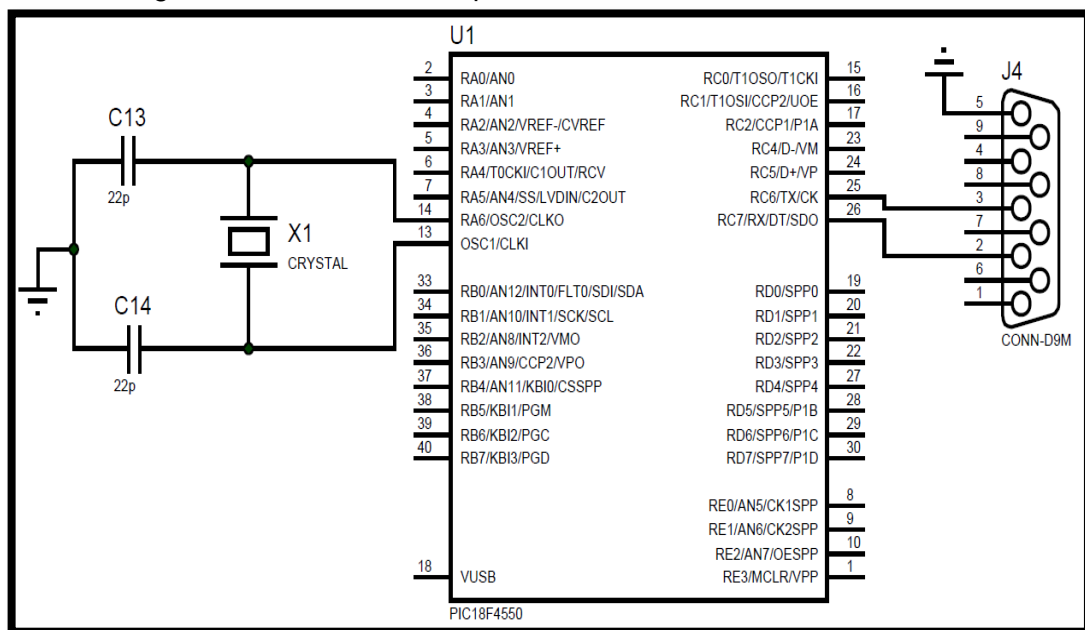 U1
2
RA0/AN0
3
RA1/AN1
4
RA2/AN2/VREF-/CVREF
5
RA3/AN3/VREF+
6
RA4/T0CKI/C1OUT/RCV
7
RA5/AN4/SS/LVDIN/C2OUT
14
RA6/OSC2/CLKO
13
OSC1/CLKI
33
RB0/AN12/INT0/FLT0/SDI/SDA
34
RB1/AN10/INT1/SCK/SCL
35
RB2/AN8/INT2/VMO
36
RB3/AN9/CCP2/VPO
37
RB4/AN11/KBI0/CSSPP
38
RB5/KBI1/PGM
39
RB6/KBI2/PGC
40
RB7/KBI3/PGD
18
VUSB
RC0/T1OSO/T1CKI
15
RC1/T1OSI/CCP2/UOE
16
RC2/CCP1/P1A
17
RC4/D-/VM
23
RC5/D+/VP
24
RC6/TX/CK
25
RC7/RX/DT/SDO
26
RD0/SPP0
19
RD1/SPP1
20
RD2/SPP2
21
RD3/SPP3
22
RD4/SPP4
27
RD5/SPP5/P1B
28
RD6/SPP6/P1C
29
RD7/SPP7/P1D
30
RE0/AN5/CK1SPP
8
RE1/AN6/CK2SPP
9
RE2/AN7/OESPP
10
RE3/MCLR/VPP
1
PIC18F4550
C13
22p
X1
CRYSTAL
C14
22p
J4
5
9
4
8
3
7
2
6
1
CONN-D9M